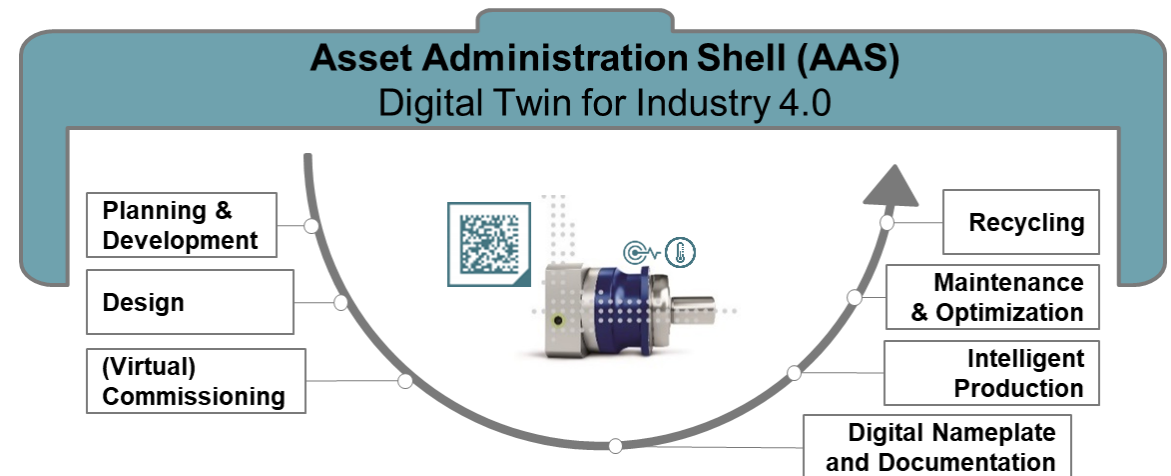 Asset Administration Shell (AAS)
Digital Twin for Industry 4.0
Planning &
Development
Design
(Virtual)
Commissioning
Digital Nameplate
and Documentation
Intelligent
Production
Maintenance
& Optimization
Recycling